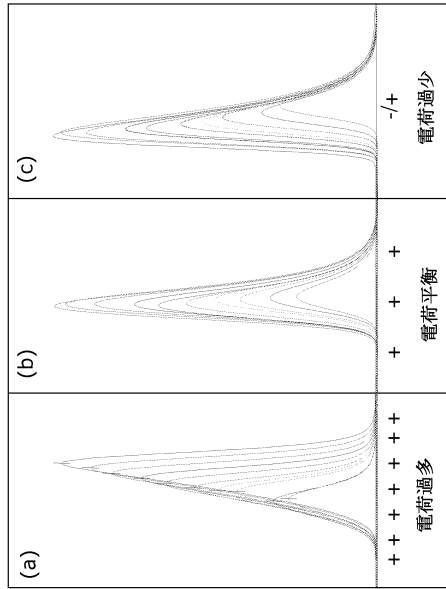 (a)
(b)
(c)
++ + + + ++
+ + +
-/+
電荷過多
電荷平衡
電荷過少